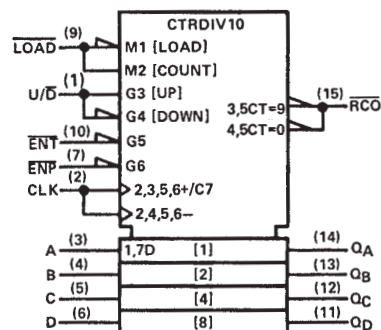 CTRDIV10
LOAD (9) M1 [LOAD]
M2 [COUNT]
(15)
U/D (1) G3 [UP] 3,5CT=9 RCO
G4 [DOWN] 4,5CT=0
ENT (10) G5
ENP (7) G6
CLK (2) 2,3,5,6+/C7
2,4,5,6−
A (3) 1,7D [1] (14) QA
B (4) [2] (13) QB
C (5) [4] (12) QC
D (6) [8] (11) QD